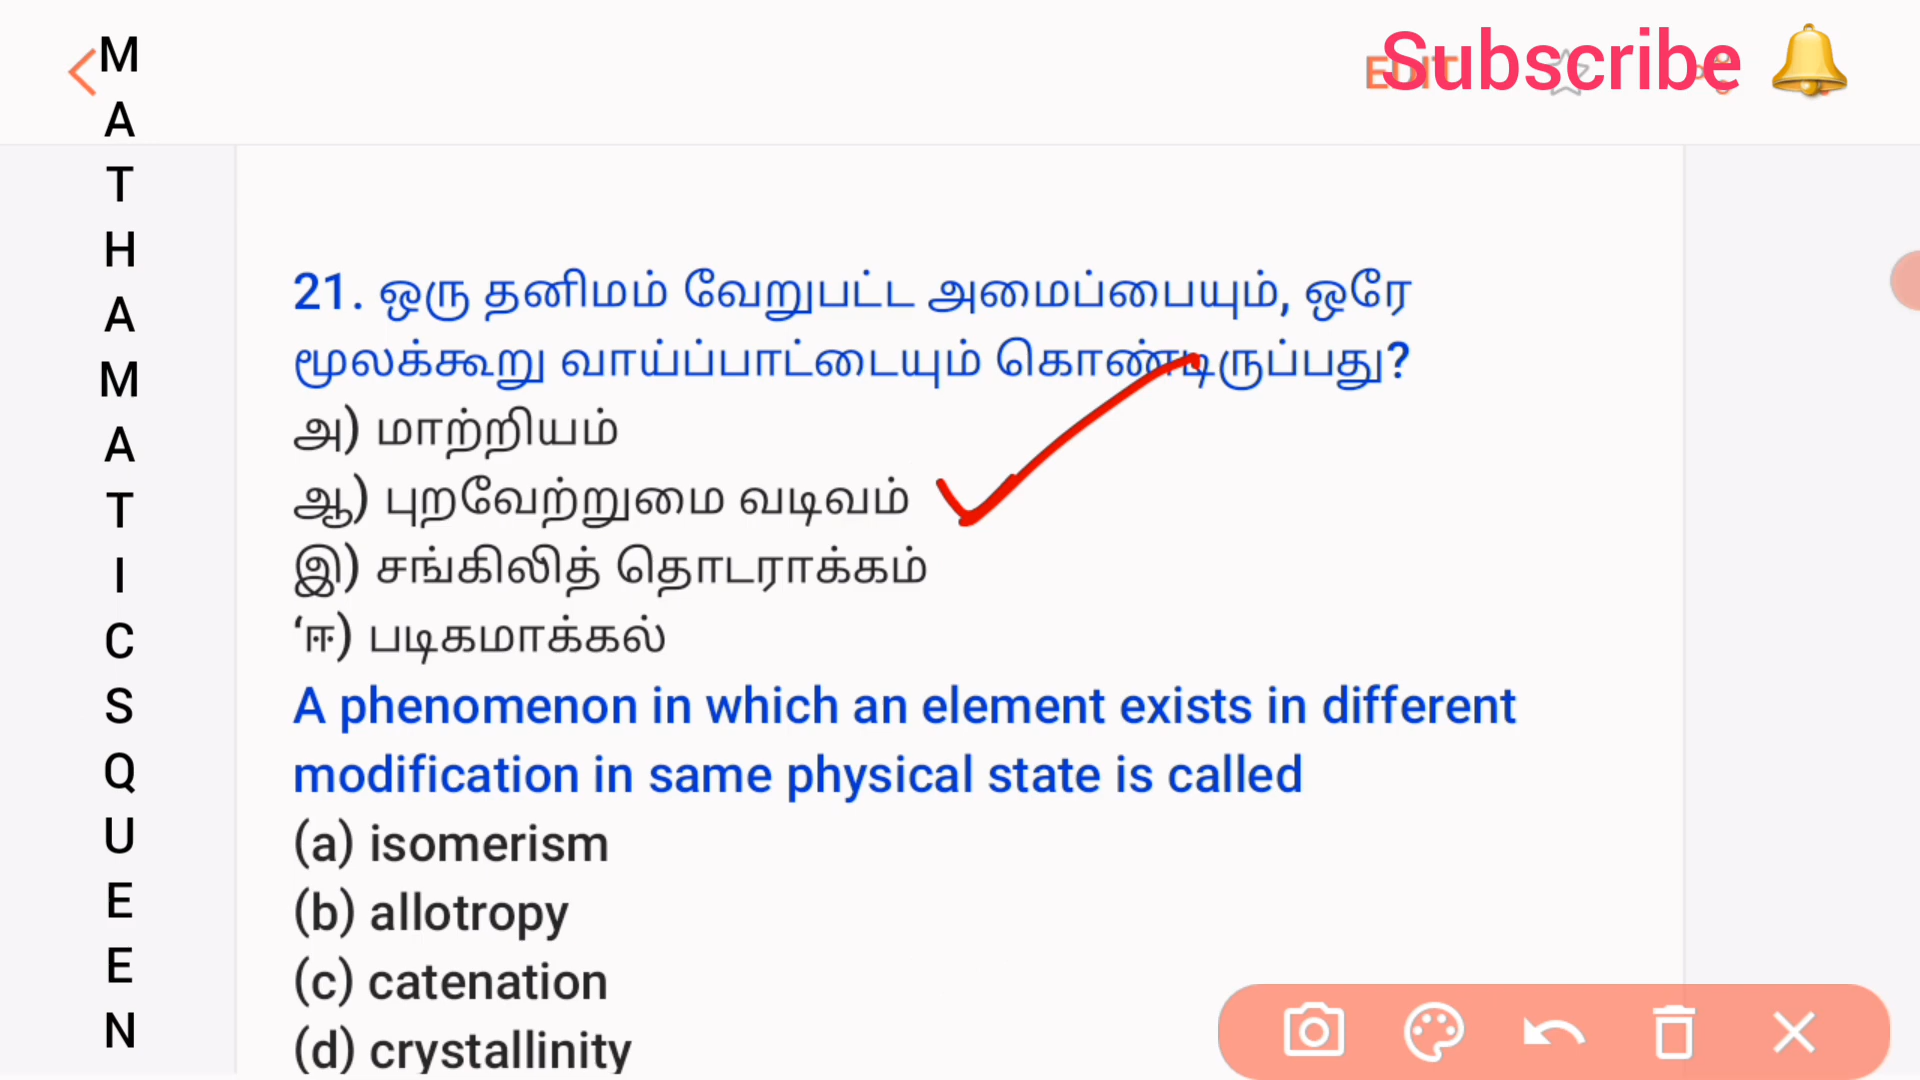 M
A
T
H
A
M
A
T
I
C
S
Q
U
E
E
N
Subscribe 🔔
21. ஒரு தனிமம் வேறுபட்ட அமைப்பையும், ஒரே
மூலக்கூறு வாய்ப்பாட்டையும் கொண்டிருப்பது?
அ) மாற்றியம்
ஆ) புறவேற்றுமை வடிவம்
இ) சங்கிலித் தொடராக்கம்
‘ஈ) படிகமாக்கல்
A phenomenon in which an element exists in different
modification in same physical state is called
(a) isomerism
(b) allotropy
(c) catenation
(d) crystallinity